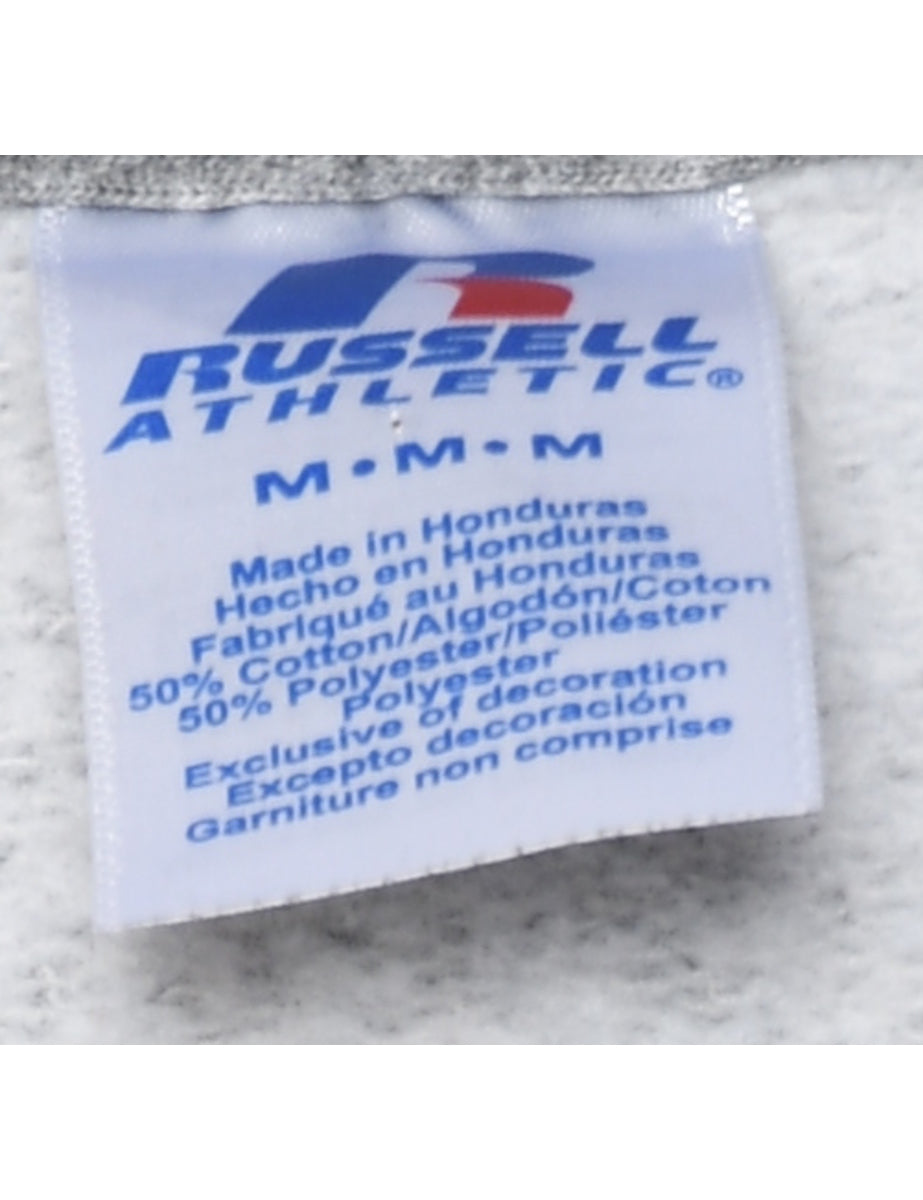 RUSSELL
ATHLETIC®
M • M • M
Made in Honduras
Hecho en Honduras
Fabriqué au Honduras
50% Cotton/Algodón/Coton
50% Polyester/Poliéster
Polyester
Exclusive of decoration
Excepto decoración
Garniture non comprise